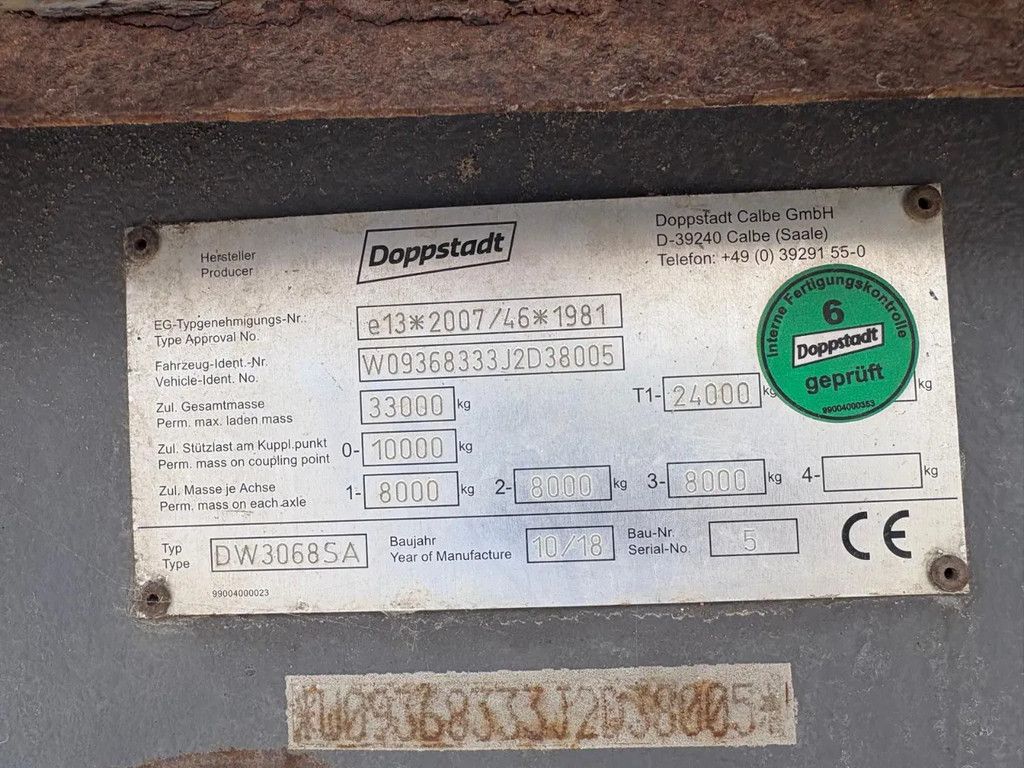 Hersteller
Producer
Doppstadt
Doppstadt Calbe GmbH
D-39240 Calbe (Saale)
Telefon: +49 (0) 39291 55-0
EG-Typgenehmigungs-Nr.:
Type Approval No.
e13*2007/46*1981
Fahrzeug-Ident.-Nr.
Vehicle-Ident. No.
W09368333J2D38005
Zul. Gesamtmasse
Perm. max. laden mass
33000 kg
T1- 24000 kg
kg
Interne Fertigungskontrolle
6
Doppstadt
geprüft
99004000353
Zul. Stützlast am Kuppl.punkt
Perm. mass on coupling point
0- 10000 kg
Zul. Masse je Achse
Perm. mass on each axle
1- 8000 kg 2- 8000 kg 3- 8000 kg 4- kg
Typ
Type
DW3068SA
Baujahr
Year of Manufacture
10/18
Bau-Nr.
Serial-No.
5
CE
99004000023
*W09368333J2D38005*